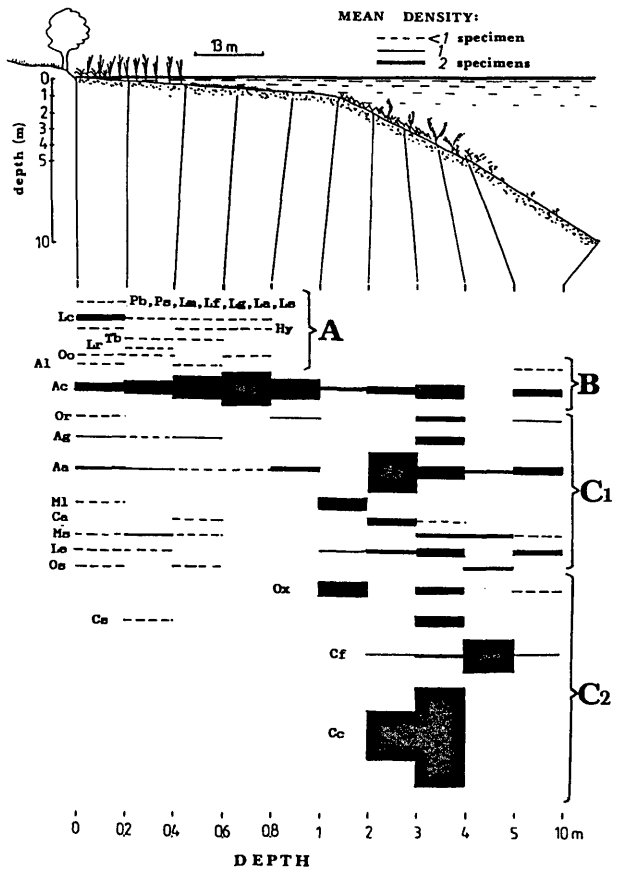 MEAN DENSITY:
<1 specimen
1
2 specimens
13 m
depth (m)
0
1
2
3
4
5
10
Pb,Ps,Lm,Lf,Lg,La,Ls
Lc
Hy
Tb
Lr
Oo
Al
A
Ac
B
Or
Ag
Aa
Ml
Ca
Ms
Le
Os
C1
Ox
Cs
Cf
Cc
C2
0 0,2 0,4 0,6 0,8 1 2 3 4 5 10 m
DEPTH